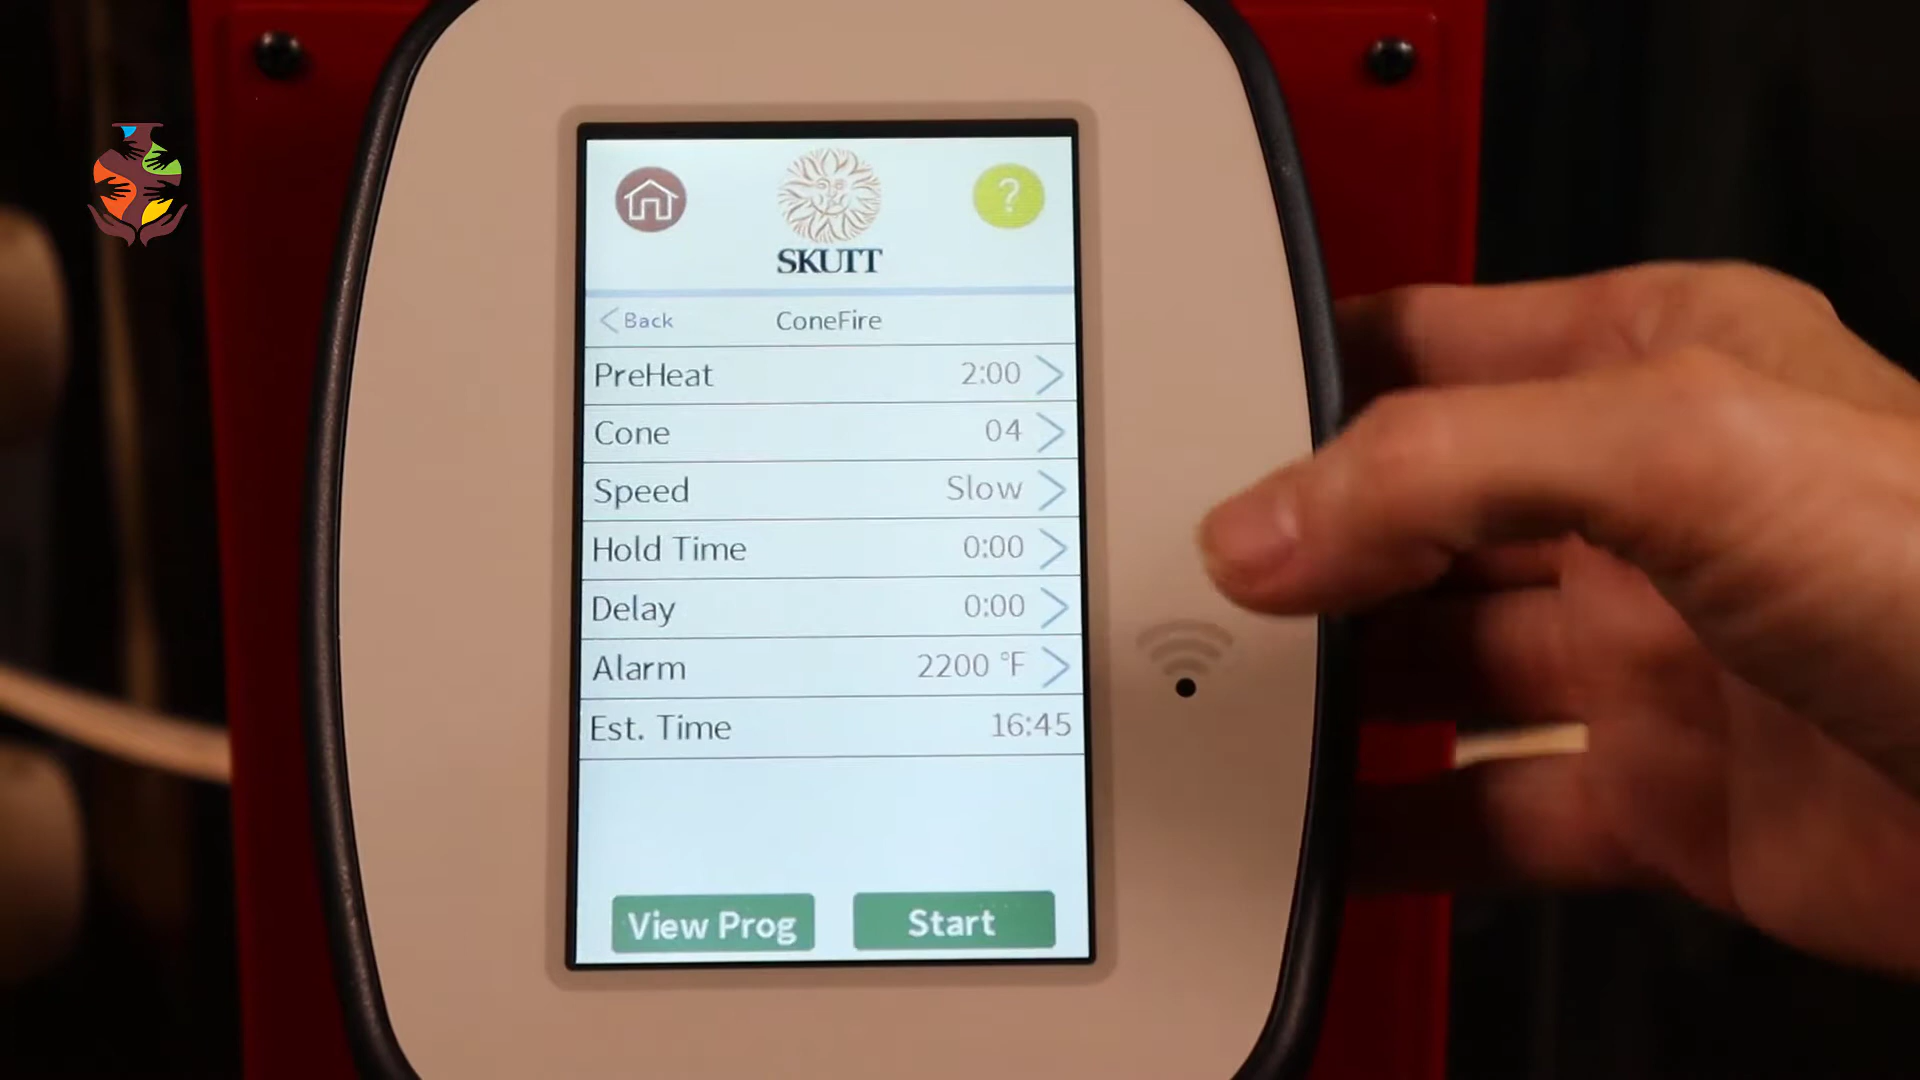 ?
SKUTT
Back ConeFire
PreHeat 2:00
Cone 04
Speed Slow
Hold Time 0:00
Delay 0:00
Alarm 2200 °F
Est. Time 16:45
View Prog Start